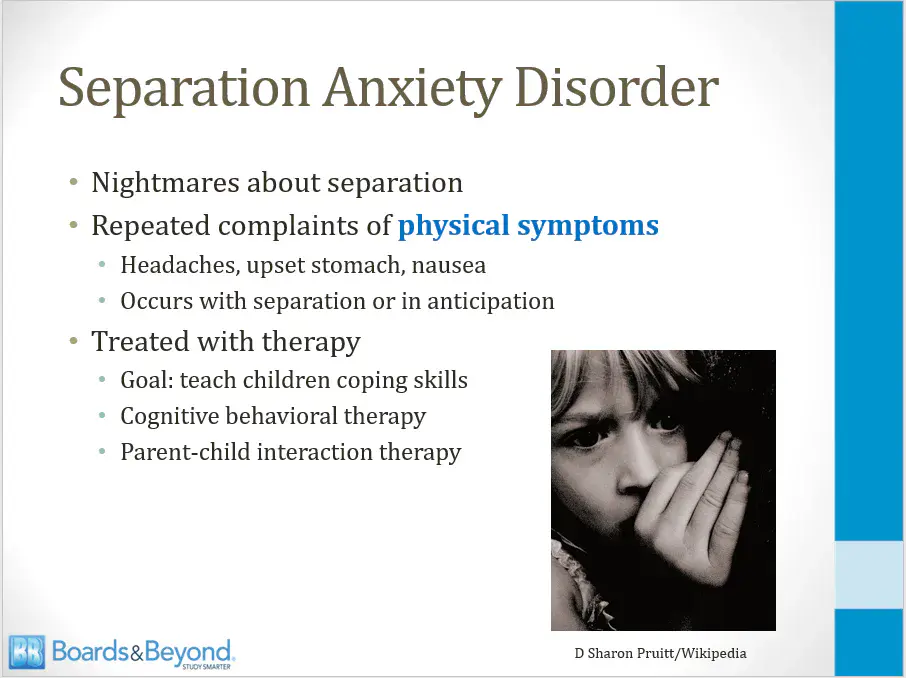 Separation Anxiety Disorder
• Nightmares about separation
• Repeated complaints of physical symptoms
• Headaches, upset stomach, nausea
• Occurs with separation or in anticipation
• Treated with therapy
• Goal: teach children coping skills
• Cognitive behavioral therapy
• Parent-child interaction therapy
BB Boards&Beyond.
STUDY SMARTER
D Sharon Pruitt/Wikipedia